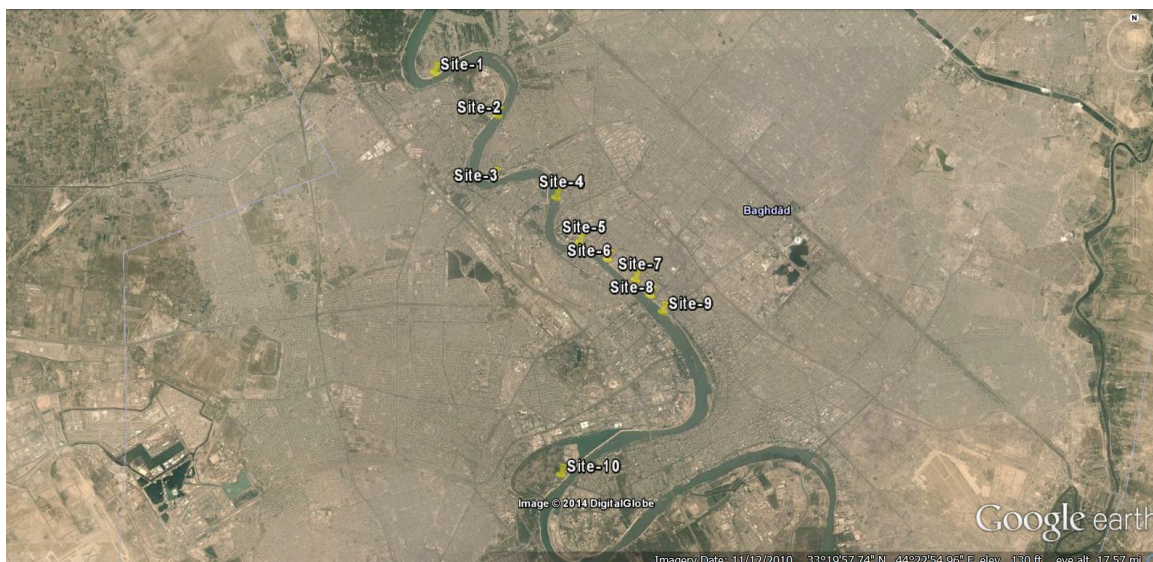 N
Site-1
Site-2
Site-3
Site-4
Baghdād
Site-5
Site-6
Site-7
Site-8
Site-9
Site-10
Image © 2014 DigitalGlobe
Google earth
Imagery Date: 11/12/2010 33°19'57.74" N 44°22'54.96" E elev 130 ft eye alt 17.57 mi